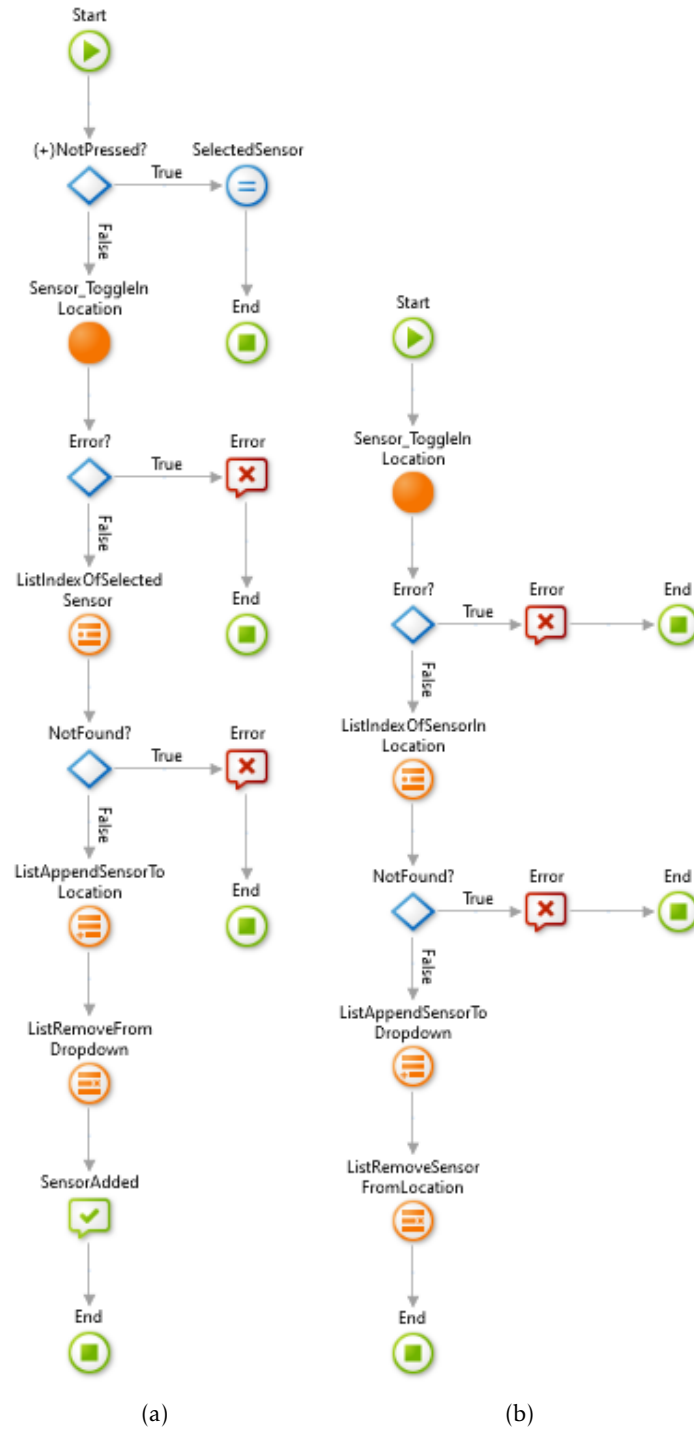 Start
(+)NotPressed?
True
SelectedSensor
False
Sensor_ToggleIn
Location
End
Error?
True
Error
False
ListIndexOfSelected
Sensor
End
NotFound?
True
Error
False
ListAppendSensorTo
Location
End
ListRemoveFrom
Dropdown
SensorAdded
End
(a)
Start
Sensor_ToggleIn
Location
Error?
True
Error
End
False
ListIndexOfSensorIn
Location
NotFound?
True
Error
End
False
ListAppendSensorTo
Dropdown
ListRemoveSensor
FromLocation
End
(b)